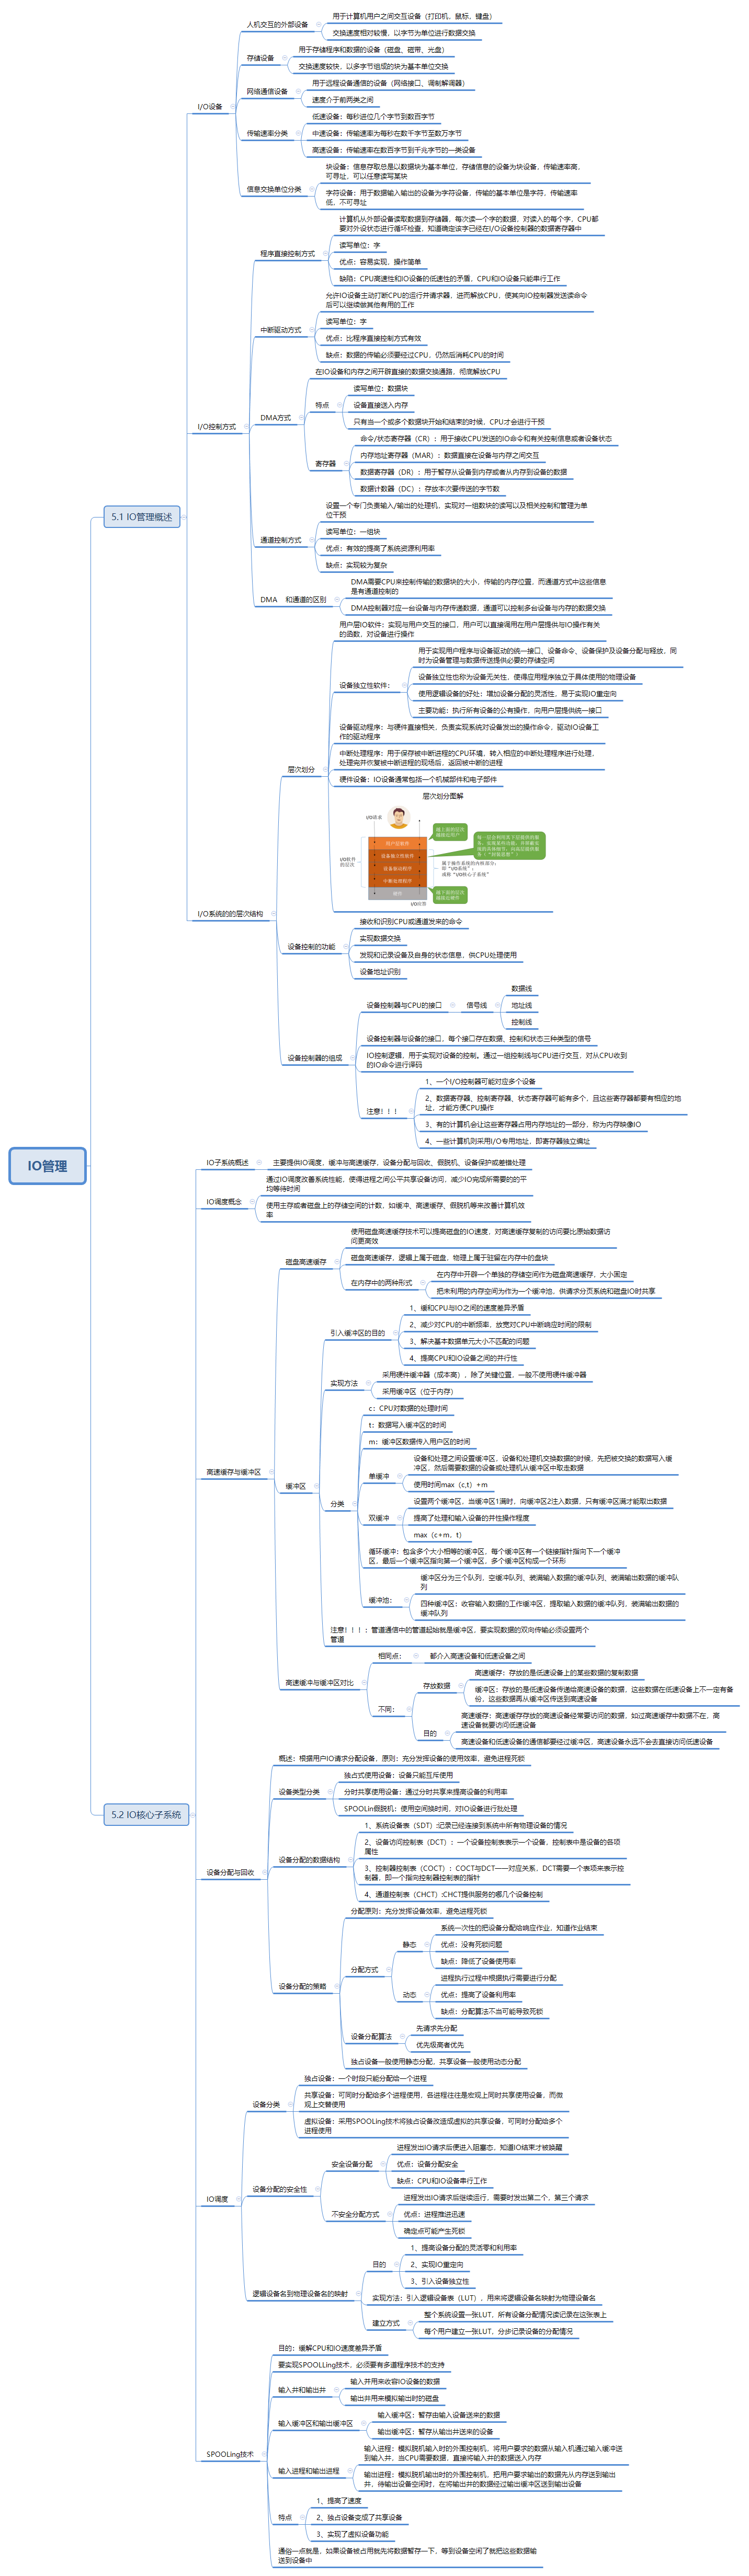 IO管理
5.1 IO管理概述
I/O设备
人机交互的外部设备
用于计算机用户之间交互设备（打印机，鼠标，键盘）
交换速度相对较慢，以字节为单位进行数据交换
存储设备
用于存储程序和数据的设备（磁盘、磁带、光盘）
交换速度较快，以多字节组成的块为基本单位交换
网络通信设备
用于远程设备通信的设备（网络接口、调制解调器）
速度介于前两类之间
传输速率分类
低速设备：每秒进位几个字节到数百字节
中速设备：传输速率为每秒在数千字节至数万字节
高速设备：传输速率在数百字节到千兆字节的一类设备
信息交换单位分类
块设备：信息存取总是以数据块为基本单位，存储信息的设备为块设备，传输速率高，
可寻址，可以任意读写某块
字符设备：用于数据输入输出的设备为字符设备，传输的基本单位是字符，传输速率
低，不可寻址
I/O控制方式
程序直接控制方式
计算机从外部设备读取数据到存储器，每次读一个字的数据，对读入的每个字，CPU都
要对外设状态进行循环检查，知道确定该字已经在I/O设备控制器的数据寄存器中
读写单位：字
优点：容易实现，操作简单
缺陷：CPU高速性和IO设备的低速性的矛盾，CPU和IO设备只能串行工作
中断驱动方式
允许IO设备主动打断CPU的运行并请求器，进而解放CPU，使其向IO控制器发送读命令
后可以继续做其他有用的工作
读写单位：字
优点：比程序直接控制方式有效
缺点：数据的传输必须要经过CPU，仍然后消耗CPU的时间
DMA方式
在IO设备和内存之间开辟直接的数据交换通路，彻底解放CPU
特点
读写单位：数据块
设备直接送入内存
只有当一个或多个数据块开始和结束的时候，CPU才会进行干预
寄存器
命令/状态寄存器（CR）：用于接收CPU发送的IO命令和有关控制信息或者设备状态
内存地址寄存器（MAR）：数据直接在设备与内存之间交互
数据寄存器（DR）：用于暂存从设备到内存或者从内存到设备的数据
数据计数器（DC）：存放本次要传送的字节数
通道控制方式
设置一个专门负责输入/输出的处理机，实现对一组数块的读写以及相关控制和管理为单
位干预
读写单位：一组块
优点：有效的提高了系统资源利用率
缺点：实现较为复杂
DMA 和通道的区别
DMA需要CPU来控制传输的数据块的大小，传输的内存位置，而通道方式中这些信息
是有通道控制的
DMA控制器对应一台设备与内存传递数据，通道可以控制多台设备与内存的数据交换
I/O系统的的层次结构
层次划分
用户层IO软件：实现与用户交互的接口，用户可以直接调用在用户层提供与IO操作有关
的函数，对设备进行操作
设备独立性软件：
用于实现用户程序与设备驱动的统一接口、设备命令、设备保护及设备分配与释放，同
时为设备管理与数据传送提供必要的存储空间
设备独立性也称为设备无关性，使得应用程序独立于具体使用的物理设备
使用逻辑设备的好处：增加设备分配的灵活性，易于实现IO重定向
主要功能：执行所有设备的公有操作，向用户层提供统一接口
设备驱动程序：与硬件直接相关，负责实现系统对设备发出的操作命令，驱动IO设备工
作的驱动程序
中断处理程序：用于保存被中断进程的CPU环境，转入相应的中断处理程序进行处理，
处理完并恢复被中断进程的现场后，返回被中断的进程
硬件设备：IO设备通常包括一个机械部件和电子部件
层次划分图解
I/O请求
I/O软件
的层次
用户层软件
设备独立性软件
设备驱动程序
中断处理程序
硬件
I/O应答
越上面的层次
越接近用户
越下面的层次
越接近硬件
属于操作系统的内核部分；
即“I/O系统”；
或称“I/O核心子系统”
设备控制的功能
接收和识别CPU或通道发来的命令
实现数据交换
发现和记录设备及自身的状态信息，供CPU处理使用
设备地址识别
设备控制器的组成
设备控制器与CPU的接口
信号线
数据线
地址线
控制线
设备控制器与设备的接口，每个接口存在数据、控制和状态三种类型的信号
IO控制逻辑，用于实现对设备的控制。通过一组控制线与CPU进行交互，对从CPU收到
的IO命令进行译码
注意！！！
1、一个I/O控制器可能对应多个设备
2、数据寄存器、控制寄存器、状态寄存器可能有多个，且这些寄存器都要有相应的地
址，才能方便CPU操作
3、有的计算机会让这些寄存器占用内存地址的一部分，称为内存映像IO
4、一些计算机则采用I/O专用地址，即寄存器独立编址
5.2 IO核心子系统
IO子系统概述
主要提供IO调度，缓冲与高速缓存，设备分配与回收、假脱机、设备保护或差错处理
IO调度概念
通过IO调度改善系统性能，使得进程之间公平共享设备访问，减少IO完成所需要的的平
均等待时间
使用主存或者磁盘上的存储空间的计数，如缓冲、高速缓存、假脱机等来改善计算机效
率
高速缓存与缓冲区
磁盘高速缓存
使用磁盘高速缓存技术可以提高磁盘的IO速度，对高速缓存复制的访问要比原始数据访
问更高效
磁盘高速缓存，逻辑上属于磁盘，物理上属于驻留在内存中的盘块
在内存中的两种形式
在内存中开辟一个单独的存储空间作为磁盘高速缓存，大小固定
把未利用的内存空间为作为一个缓冲池，供请求分页系统和磁盘IO时共享
缓冲区
引入缓冲区的目的
1、缓和CPU与IO之间的速度差异矛盾
2、减少对CPU的中断频率，放宽对CPU中断响应时间的限制
3、解决基本数据单元大小不匹配的问题
4、提高CPU和IO设备之间的并行性
实现方法
采用硬件缓冲器（成本高），除了关键位置，一般不使用硬件缓冲器
采用缓冲区（位于内存）
分类
c：CPU对数据的处理时间
t：数据写入缓冲区的时间
m：缓冲区数据传入用户区的时间
单缓冲
设备和处理之间设置缓冲区，设备和处理机交换数据的时候，先把被交换的数据写入缓
冲区，然后需要数据的设备或处理机从缓冲区中取走数据
使用时间max（c,t）+m
双缓冲
设置两个缓冲区，当缓冲区1满时，向缓冲区2注入数据，只有缓冲区满才能取出数据
提高了处理和输入设备的并性操作程度
max（c+m，t）
循环缓冲：包含多个大小相等的缓冲区，每个缓冲区有一个链接指针指向下一个缓冲
区，最后一个缓冲区指向第一个缓冲区，多个缓冲区构成一个环形
缓冲池：
缓冲区分为三个队列，空缓冲队列、装满输入数据的缓冲队列、装满输出数据的缓冲队
列
四种缓冲区：收容输入数据的工作缓冲区，提取输入数据的缓冲队列，装满输出数据的
缓冲队列
注意！！！：管道通信中的管道起始就是缓冲区，要实现数据的双向传输必须设置两个
管道
高速缓冲与缓冲区对比
相同点：
都介入高速设备和低速设备之间
不同：
存放数据
高速缓存：存放的是低速设备上的某些数据的复制数据
缓冲区：存放的是低速设备传递给高速设备的数据，这些数据在低速设备上不一定有备
份，这些数据再从缓冲区传送到高速设备
目的
高速缓存：高速缓存存放的高速设备经常要访问的数据，如过高速缓存中数据不在，高
速设备就要访问低速设备
高速设备和低速设备的通信都要经过缓冲区，高速设备永远不会去直接访问低速设备
设备分配与回收
概述：根据用户IO请求分配设备，原则：充分发挥设备的使用效率，避免进程死锁
设备类型分类
独占式使用设备：设备只能互斥使用
分时共享使用设备：通过分时共享来提高设备的利用率
SPOOLin假脱机：使用空间换时间，对IO设备进行批处理
设备分配的数据结构
1、系统设备表（SDT）:记录已经连接到系统中所有物理设备的情况
2、设备访问控制表（DCT）：一个设备控制表表示一个设备，控制表中是设备的各项
属性
3、控制器控制表（COCT）：COCT与DCT一一对应关系，DCT需要一个表项来表示控
制器，即一个指向控制器控制表的指针
4、通道控制表（CHCT）:CHCT提供服务的哪几个设备控制
设备分配的策略
分配原则：充分发挥设备效率，避免进程死锁
分配方式
静态
系统一次性的把设备分配给响应作业，知道作业结束
优点：没有死锁问题
缺点：降低了设备使用率
动态
进程执行过程中根据执行需要进行分配
优点：提高了设备利用率
缺点：分配算法不当可能导致死锁
设备分配算法
先请求先分配
优先级高者优先
独占设备一般使用静态分配，共享设备一般使用动态分配
IO调度
设备分类
独占设备：一个时段只能分配给一个进程
共享设备：可同时分配给多个进程使用，各进程往往是宏观上同时共享使用设备，而微
观上交替使用
虚拟设备：采用SPOOLing技术将独占设备改造成虚拟的共享设备，可同时分配给多个
进程使用
设备分配的安全性
安全设备分配
进程发出IO请求后便进入阻塞态，知道IO结束才被唤醒
优点：设备分配安全
缺点：CPU和IO设备串行工作
不安全分配方式
进程发出IO请求后继续运行，需要时发出第二个，第三个请求
优点：进程推进迅速
确定点可能产生死锁
逻辑设备名到物理设备名的映射
目的
1、提高设备分配的灵活零和利用率
2、实现IO重定向
3、引入设备独立性
实现方法：引入逻辑设备表（LUT），用来将逻辑设备名映射为物理设备名
建立方式
整个系统设置一张LUT，所有设备分配情况读记录在这张表上
每个用户建立一张LUT，分步记录设备的分配情况
SPOOLing技术
目的：缓解CPU和IO速度差异矛盾
要实现SPOOLLing技术，必须要有多道程序技术的支持
输入井和输出井
输入井用来收容IO设备的数据
输出井用来模拟输出时的磁盘
输入缓冲区和输出缓冲区
输入缓冲区：暂存由输入设备送来的数据
输出缓冲区：暂存从输出井送来的设备
输入进程和输出进程
输入进程：模拟脱机输入时的外围控制机，将用户要求的数据从输入机通过输入缓冲送
到输入井，当CPU需要数据，直接将输入井的数据送入内存
输出进程：模拟脱机输出时的外围控制机，把用户要求输出的数据先从内存送到输出
井，待输出设备空闲时，在将输出井的数据经过输出缓冲区送到输出设备
特点
1、提高了速度
2、独占设备变成了共享设备
3、实现了虚拟设备功能
通俗一点就是，如果设备被占用就先将数据暂存一下，等到设备空闲了就把这些数据输
送到设备中